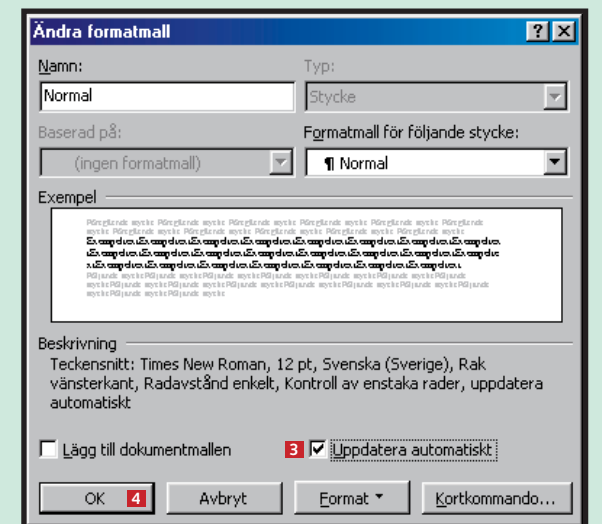 Ändra formatmall
Namn: Typ:
Normal Stycke
Baserad på: Formatmall för följande stycke:
(ingen formatmall) ¶ Normal
Exempel
Beskrivning
Teckensnitt: Times New Roman, 12 pt, Svenska (Sverige), Rak
vänsterkant, Radavstånd enkelt, Kontroll av enstaka rader, uppdatera
automatiskt
Lägg till dokumentmallen 3 Uppdatera automatiskt
OK 4 Avbryt Format Kortkommando...